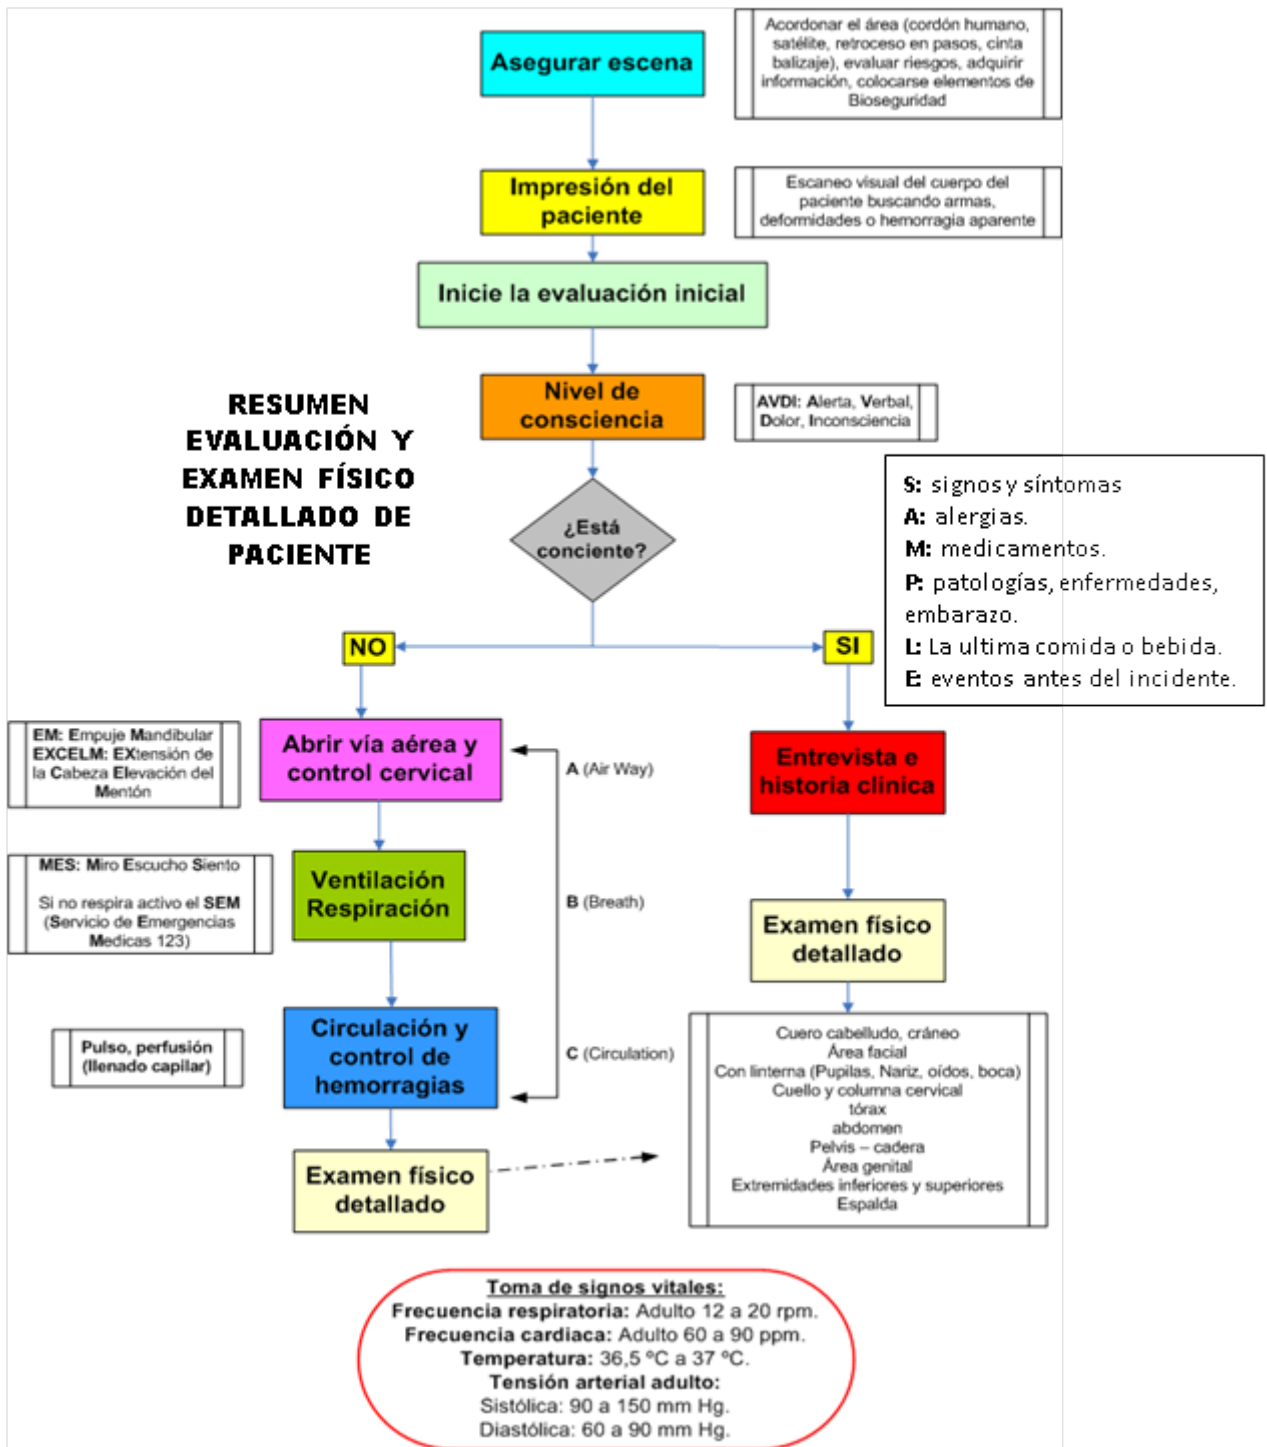 Asegurar escena
Acordonar el área (cordón humano,
satélite, retroceso en pasos, cinta
balizaje), evaluar riesgos, adquirir
información, colocarse elementos de
Bioseguridad
Impresión del
paciente
Escaneo visual del cuerpo del
paciente buscando armas,
deformidades o hemorragia aparente
Inicie la evaluación inicial
Nivel de
consciencia
AVDI: Alerta, Verbal,
Dolor, Inconsciencia
RESUMEN
EVALUACIÓN Y
EXAMEN FÍSICO
DETALLADO DE
PACIENTE
¿Está
conciente?
S: signos y síntomas
A: alergias.
M: medicamentos.
P: patologías, enfermedades,
embarazo.
L: La ultima comida o bebida.
E: eventos antes del incidente.
NO
SI
EM: Empuje Mandibular
EXCELM: EXtensión de
la Cabeza Elevación del
Mentón
Abrir vía aérea y
control cervical
A (Air Way)
Entrevista e
historia clínica
MES: Miro Escucho Siento
Si no respira activo el SEM
(Servicio de Emergencias
Medicas 123)
Ventilación
Respiración
B (Breath)
Examen físico
detallado
Pulso, perfusión
(llenado capilar)
Circulación y
control de
hemorragias
C (Circulation)
Cuero cabelludo, cráneo
Área facial
Con linterna (Pupilas, Nariz, oídos, boca)
Cuello y columna cervical
tórax
abdomen
Pelvis – cadera
Área genital
Extremidades inferiores y superiores
Espalda
Examen físico
detallado
Toma de signos vitales:
Frecuencia respiratoria: Adulto 12 a 20 rpm.
Frecuencia cardiaca: Adulto 60 a 90 ppm.
Temperatura: 36,5 ºC a 37 ºC.
Tensión arterial adulto:
Sistólica: 90 a 150 mm Hg.
Diastólica: 60 a 90 mm Hg.